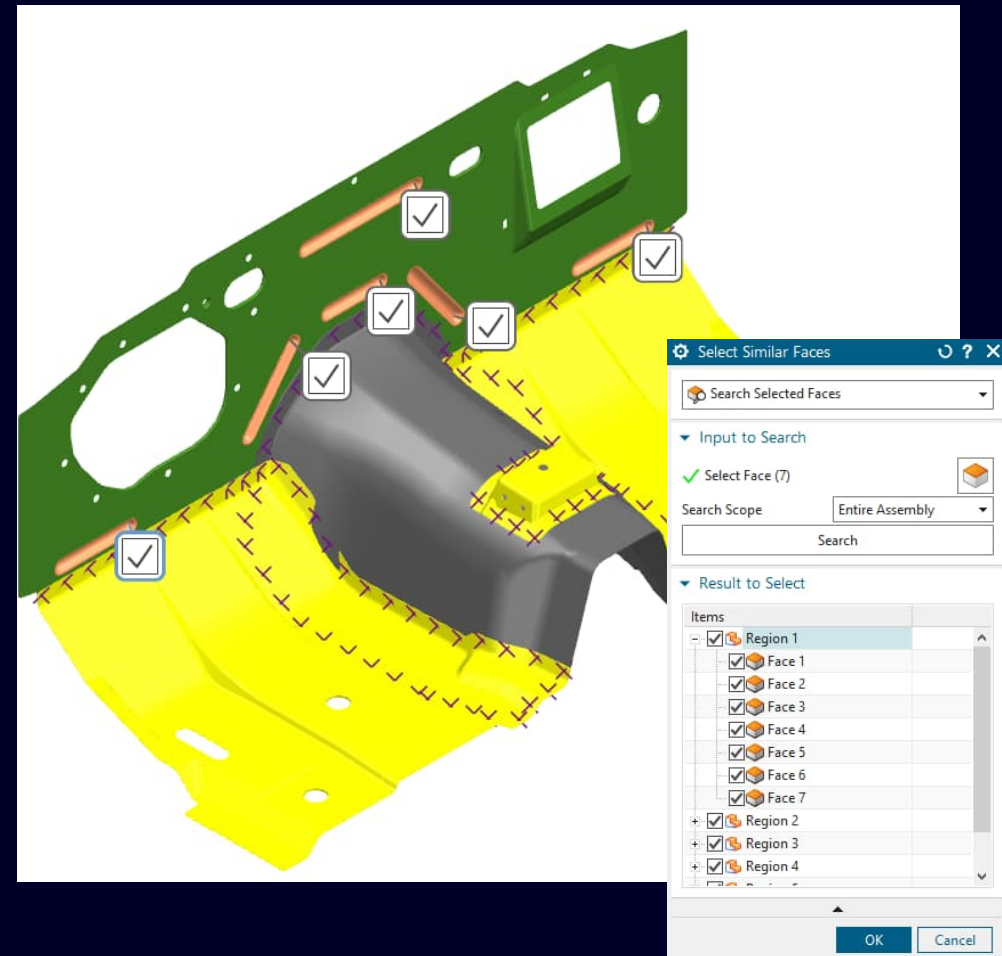 Select Similar Faces
Search Selected Faces
Input to Search
Select Face (7)
Search Scope Entire Assembly
Search
Result to Select
Items
Region 1
Face 1
Face 2
Face 3
Face 4
Face 5
Face 6
Face 7
Region 2
Region 3
Region 4
OK Cancel